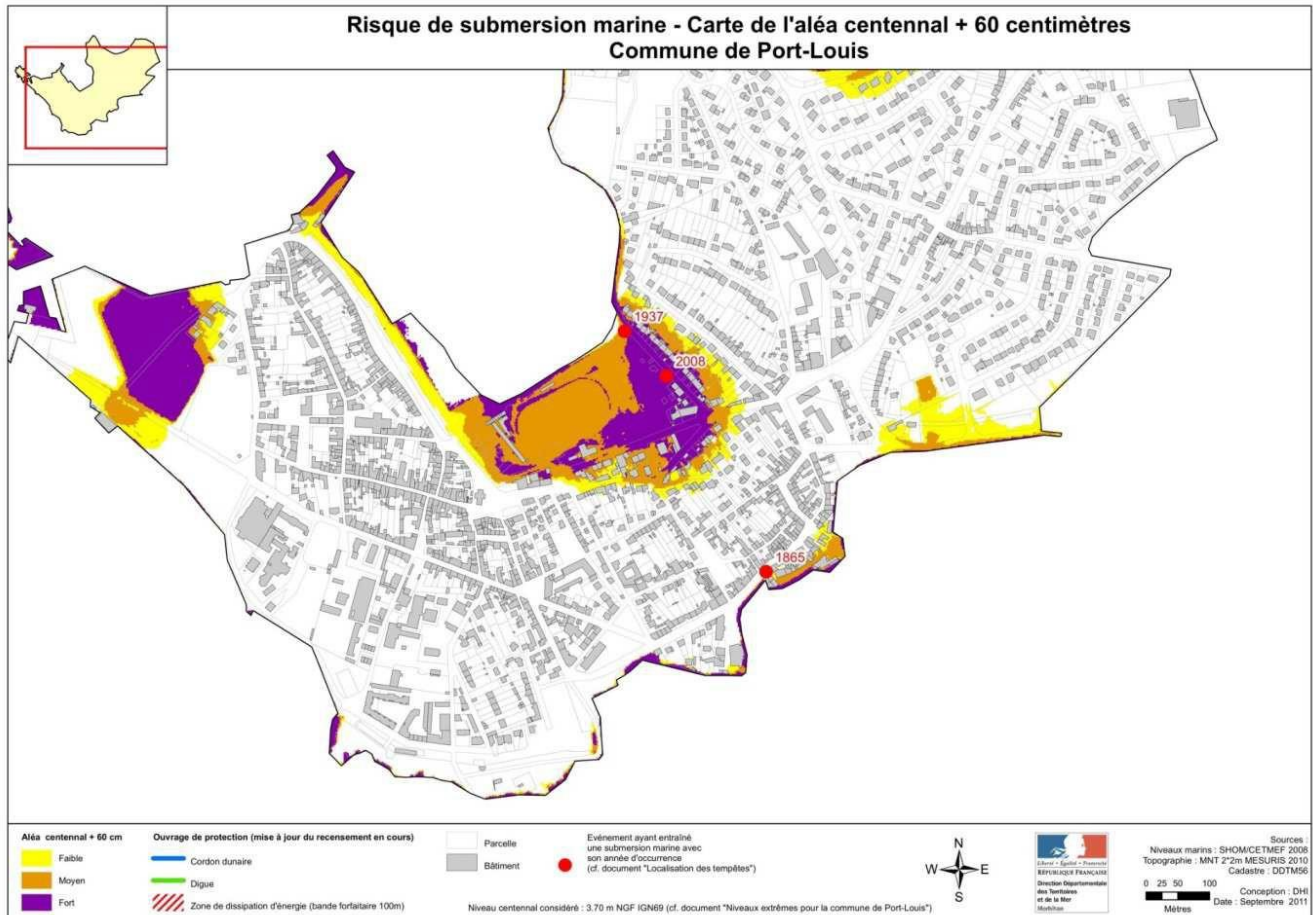 Risque de submersion marine - Carte de l'aléa centennal + 60 centimètres
Commune de Port-Louis
1937
2008
1865
Aléa centennal + 60 cm
Faible
Moyen
Fort
Ouvrage de protection (mise à jour du recensement en cours)
Cordon dunaire
Digue
Zone de dissipation d'énergie (bande forfaitaire 100m)
Parcelle
Bâtiment
Evénement ayant entraîné
une submersion marine avec
son année d'occurrence
(cf. document "Localisation des tempêtes")
Niveau centennal considéré : 3.70 m NGF IGN69 (cf. document "Niveaux extrêmes pour la commune de Port-Louis")
N
W E
S
Liberté • Égalité • Fraternité
RÉPUBLIQUE FRANÇAISE
Direction Départementale
des Territoires
et de la Mer
Morbihan
Sources :
Niveaux marins : SHOM/CETMEF 2008
Topographie : MNT 2*2m MESURIS 2010
Cadastre : DDTM56
0 25 50 100
Mètres
Conception : DHI
Date : Septembre 2011